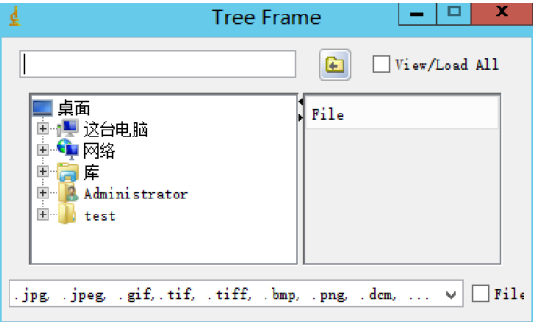 Tree Frame
View/Load All
桌面
这台电脑
网络
库
Administrator
test
File
.jpg, .jpeg, .gif,.tif, .tiff, .bmp, .png, .dcm, ...
File